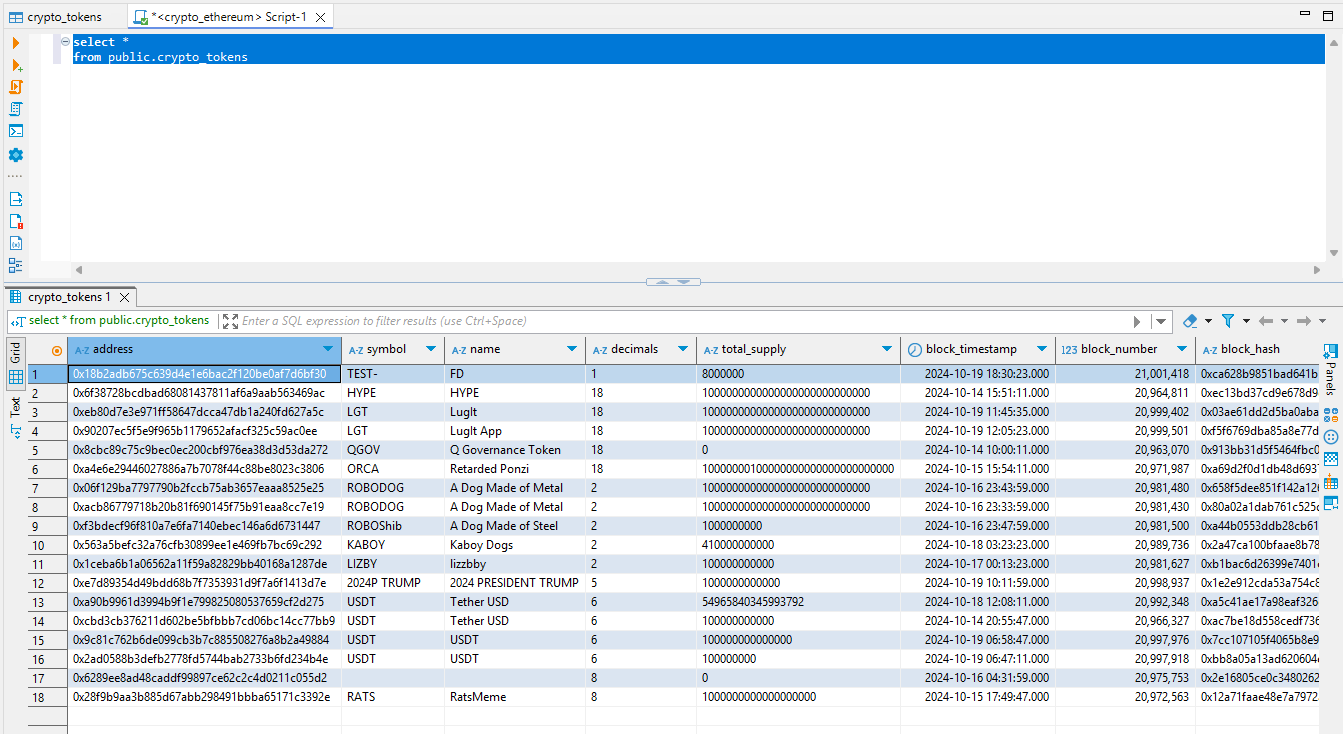 crypto_tokens *<crypto_ethereum> Script-1
select *
from public.crypto_tokens
crypto_tokens 1
select * from public.crypto_tokens Enter a SQL expression to filter results (use Ctrl+Space)
Grid
Text
Panels
A-Z address A-Z symbol A-Z name A-Z decimals A-Z total_supply block_timestamp 123 block_number A-Z block_hash
1 0x18b2adb675c639d4e1e6bac2f120be0af7d6bf30 TEST- FD 1 8000000 2024-10-19 18:30:23.000 21,001,418 0xca628b9851bad641b
2 0x6f38728bcdbad68081437811af6a9aab563469ac HYPE HYPE 18 1000000000000000000000000000 2024-10-14 15:51:11.000 20,964,811 0xec13bd37cd9e678d9
3 0xeb80d7e3e971ff58647dcca47db1a240fd627a5c LGT LugIt 18 1000000000000000000000000000 2024-10-19 11:45:35.000 20,999,402 0x03ae61dd2d5ba0aba
4 0x90207ec5f5e9f965b1179652afacf325c59ac0ee LGT LugIt App 18 1000000000000000000000000000 2024-10-19 12:05:23.000 20,999,501 0xf5f6769dba85a8e77d
5 0x8cbc89c75c9bec0ec200cbf976ea38d3d53da272 QGOV Q Governance Token 18 0 2024-10-14 10:00:11.000 20,963,070 0x913bb31d5f5464fbc0
6 0xa4e6e29446027886a7b7078f44c88be8023c3806 ORCA Retarded Ponzi 18 10000000100000000000000000000000 2024-10-15 15:54:11.000 20,971,987 0xa69d2f0d1db48d693
7 0x06f129ba7797790b2fccb75ab3657eaaa8525e25 ROBODOG A Dog Made of Metal 2 1000000000000000000000000000 2024-10-16 23:43:59.000 20,981,480 0x658f5dee851f142a12
8 0xacb86779718b20b81f690145f75b91eaa8cc7e19 ROBODOG A Dog Made of Metal 2 1000000000000000000000000000 2024-10-16 23:33:59.000 20,981,430 0x80a02a1dab761c525
9 0xf3bdecf96f810a7e6fa7140ebec146a6d6731447 ROBOShib A Dog Made of Steel 2 1000000000 2024-10-16 23:47:59.000 20,981,500 0xa44b0553ddb28cb61
10 0x563a5befc32a76cfb30899ee1e469fb7bc69c292 KABOY Kaboy Dogs 2 410000000000 2024-10-18 03:23:23.000 20,989,736 0x2a47ca100bfaae8b78
11 0x1ceba6b1a06562a11f59a82829bb40168a1287de LIZBY lizzbby 2 100000000000 2024-10-17 00:13:23.000 20,981,627 0xb1bac6d26399e7401
12 0xe7d89354d49bdd68b7f7353931d9f7a6f1413d7e 2024P TRUMP 2024 PRESIDENT TRUMP 5 1000000000000 2024-10-19 10:11:59.000 20,998,937 0x1e2e912cda53a754c8
13 0xa90b9961d3994b9f1e799825080537659cf2d275 USDT Tether USD 6 54965840345993792 2024-10-18 12:08:11.000 20,992,348 0xa5c41ae17a98eaf326
14 0xcbd3cb376211d602be5bfbbb7cd06bc14cc77bb9 USDT Tether USD 6 100000000000 2024-10-14 20:55:47.000 20,966,327 0xac7be18d558cedf736
15 0x9c81c762b6de099cb3b7c885508276a8b2a49884 USDT USDT 6 100000000000000 2024-10-19 06:58:47.000 20,997,976 0x7cc107105f4065b8e9
16 0x2ad0588b3defb2778fd5744bab2733b6fd234b4e USDT USDT 6 100000000 2024-10-19 06:47:11.000 20,997,918 0xbb8a05a13ad620604
17 0x6289ee8ad48caddf99897ce62c2c4d0211c055d2 8 0 2024-10-16 04:31:59.000 20,975,753 0x2e16805ce0c3480262
18 0x28f9b9aa3b885d67abb298491bbba65171c3392e RATS RatsMeme 8 1000000000000000000 2024-10-15 17:49:47.000 20,972,563 0x12a71faae48e7a7972